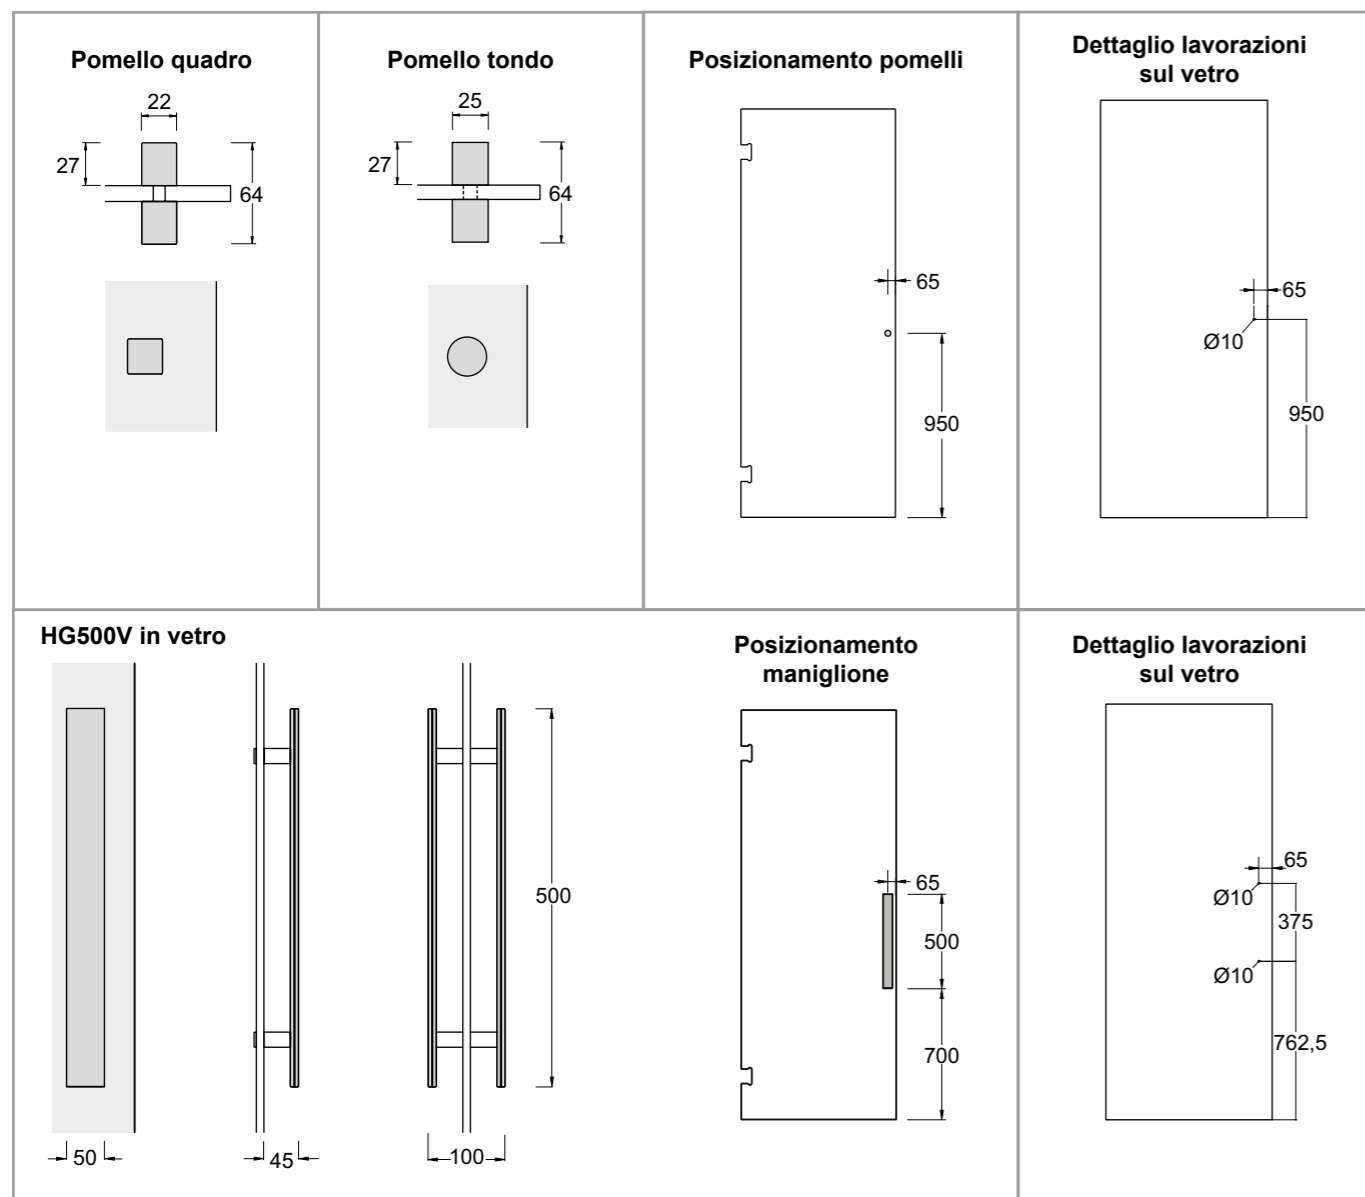 Pomello quadro
22
27
64
Pomello tondo
25
27
64
Posizionamento pomelli
65
950
Dettaglio lavorazioni
sul vetro
65
Ø10
950
HG500V in vetro
500
50
45
100
Posizionamento
maniglione
65
500
700
Dettaglio lavorazioni
sul vetro
65
Ø10
375
Ø10
762,5